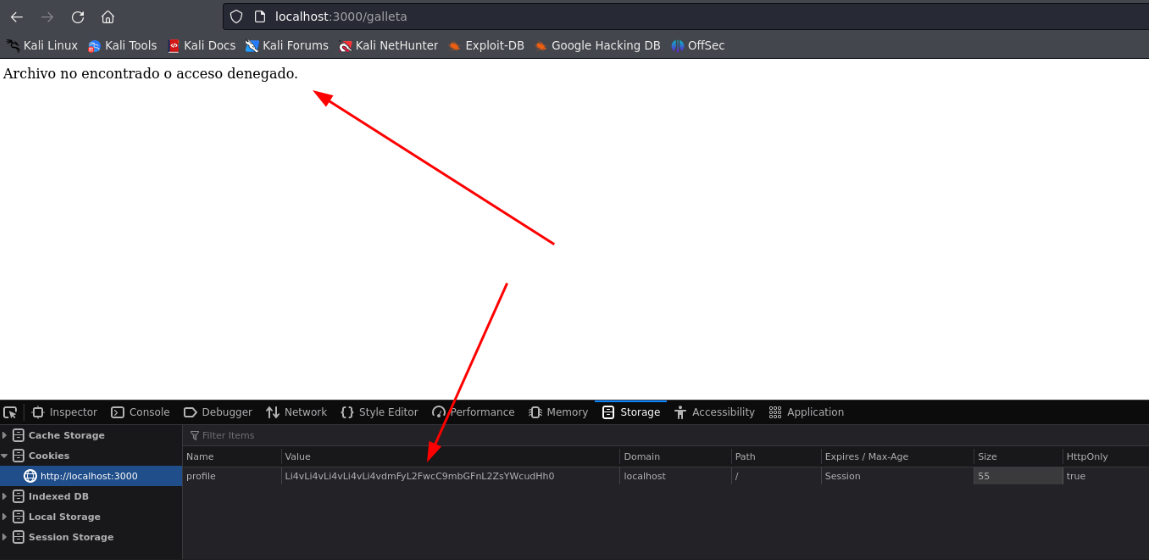 localhost:3000/galleta
Kali Linux Kali Tools Kali Docs Kali Forums Kali NetHunter Exploit-DB Google Hacking DB OffSec
Archivo no encontrado o acceso denegado.
Inspector Console Debugger Network Style Editor Performance Memory Storage Accessibility Application
Cache Storage
Filter Items
Cookies
Name Value Domain Path Expires / Max-Age Size HttpOnly
http://localhost:3000
profile Li4vLi4vLi4vLi4vLi4vdmFyL2FwcC9mbGFnL2ZsYWcudHh0 localhost / Session 55 true
Indexed DB
Local Storage
Session Storage